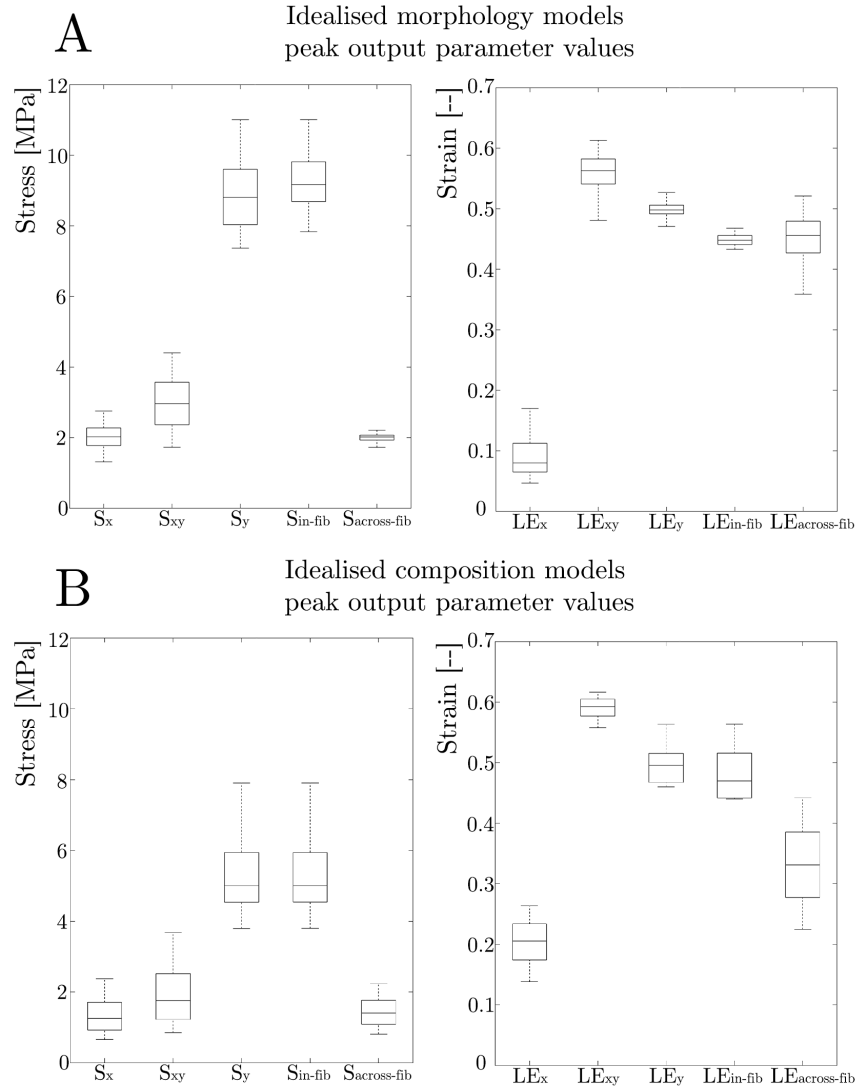 A
Idealised morphology models
peak output parameter values
Stress [MPa]
12
10
8
6
4
2
0
Sx
Sxy
Sy
Sin-fib
Sacross-fib
Strain [--]
0.7
0.6
0.5
0.4
0.3
0.2
0.1
0
LEx
LExy
LEy
LEin-fib
LEacross-fib
B
Idealised composition models
peak output parameter values
Stress [MPa]
12
10
8
6
4
2
0
Sx
Sxy
Sy
Sin-fib
Sacross-fib
Strain [--]
0.7
0.6
0.5
0.4
0.3
0.2
0.1
0
LEx
LExy
LEy
LEin-fib
LEacross-fib